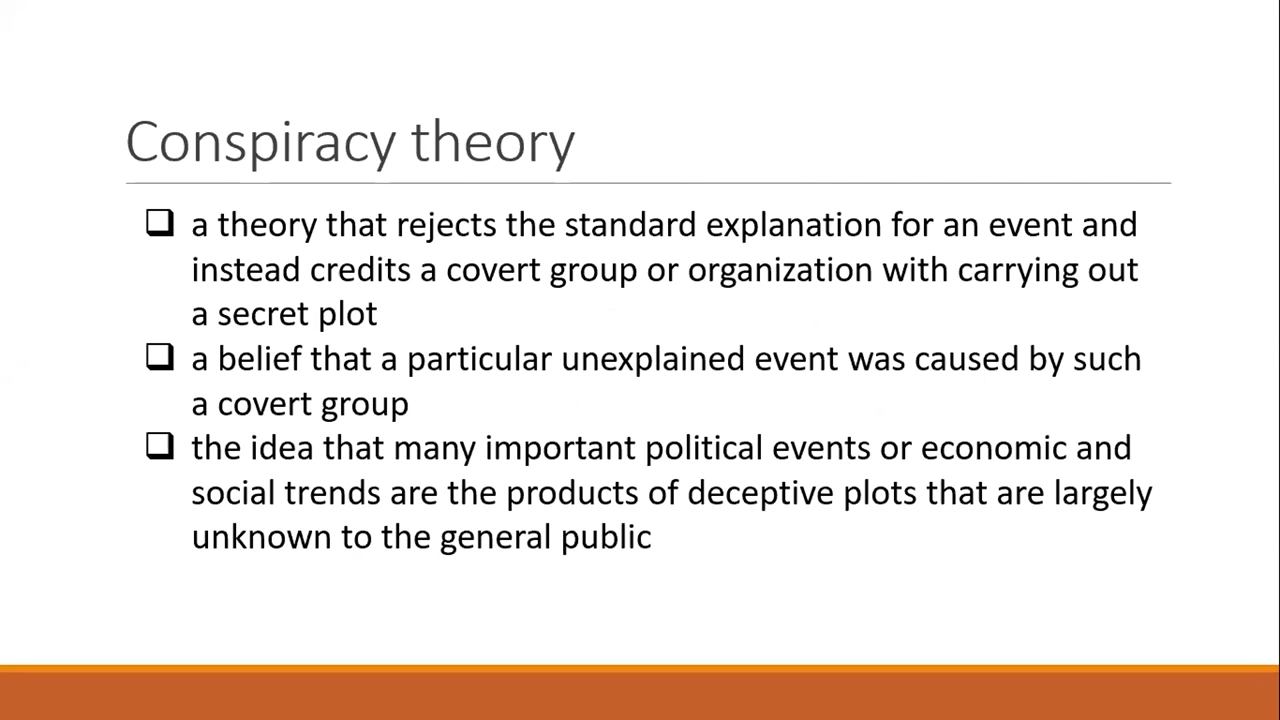 Conspiracy theory
❑ a theory that rejects the standard explanation for an event and
instead credits a covert group or organization with carrying out
a secret plot
❑ a belief that a particular unexplained event was caused by such
a covert group
❑ the idea that many important political events or economic and
social trends are the products of deceptive plots that are largely
unknown to the general public